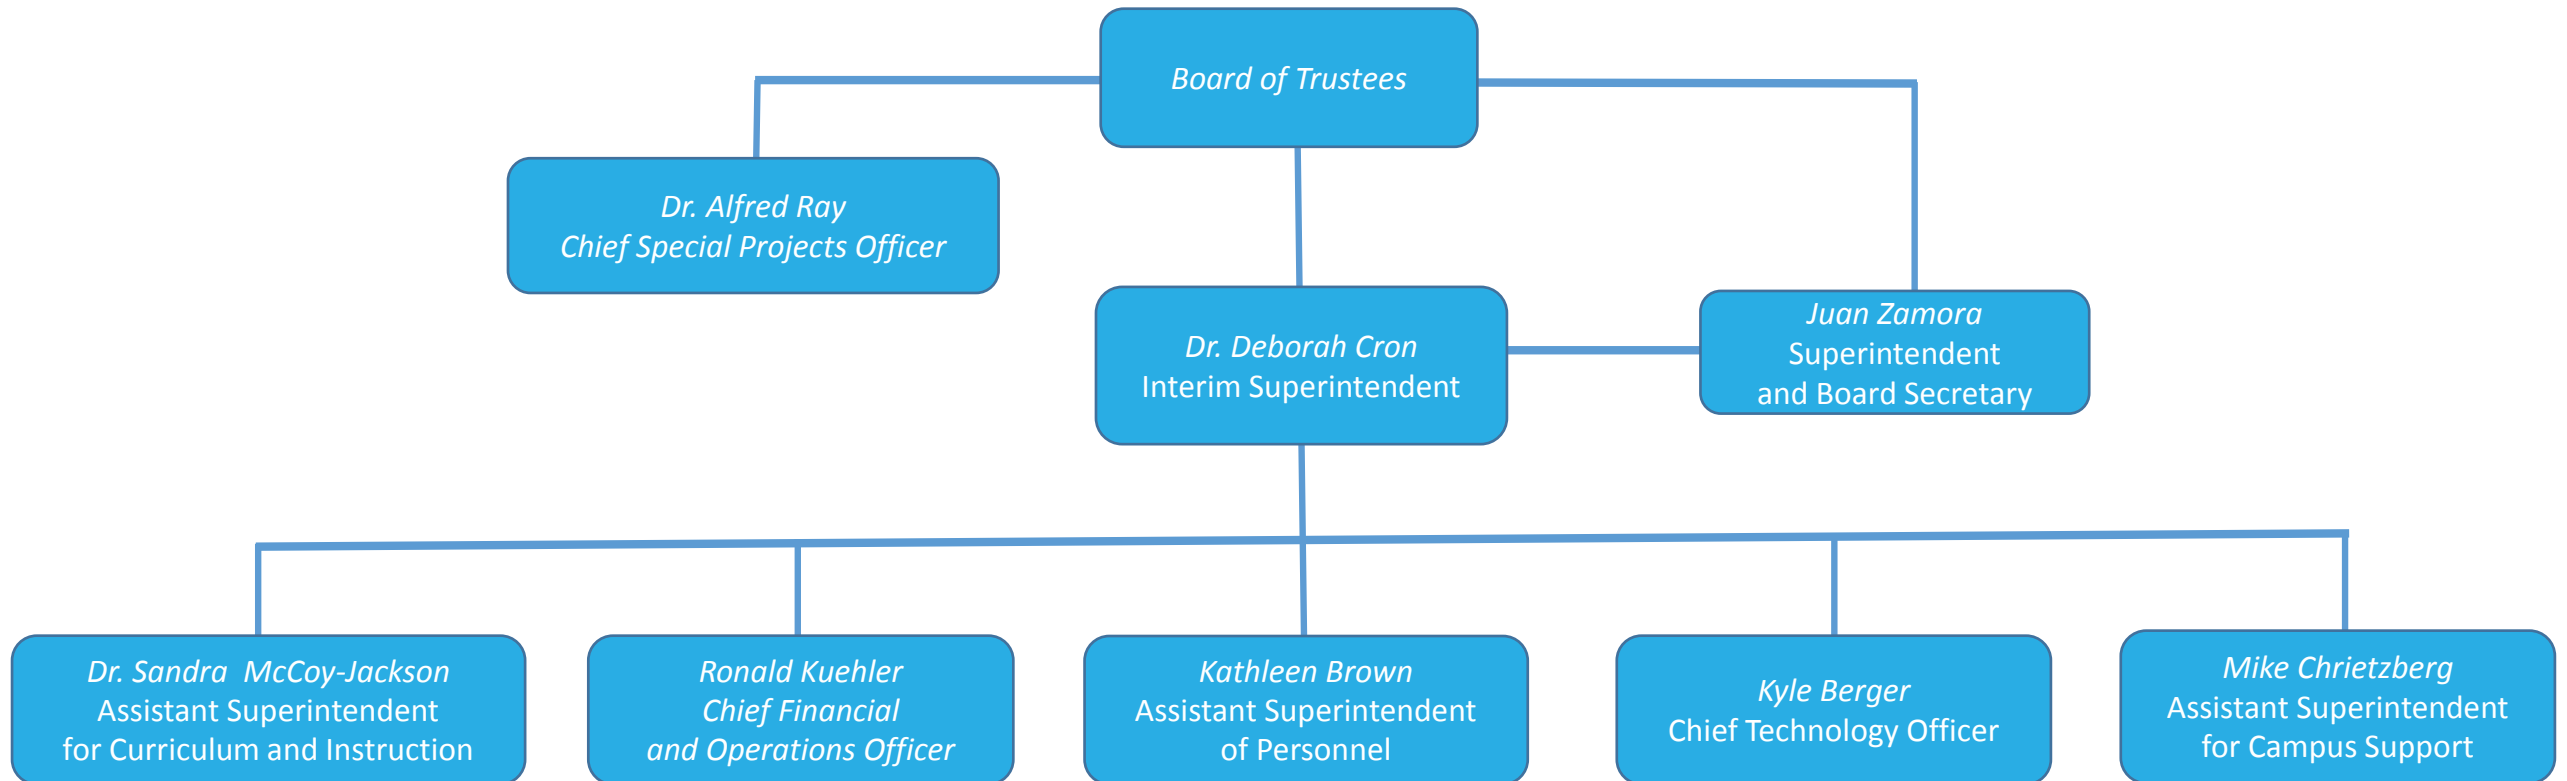 Board of Trustees
Dr. Alfred Ray
Chief Special Projects Officer
Dr. Deborah Cron
Interim Superintendent
Juan Zamora
Superintendent
and Board Secretary
Dr. Sandra  McCoy-Jackson
Assistant Superintendent
for Curriculum and Instruction
Ronald Kuehler
Chief Financial
and Operations Officer
Kathleen Brown
Assistant Superintendent
of Personnel
Kyle Berger
Chief Technology Officer
Mike Chrietzberg
Assistant Superintendent
for Campus Support